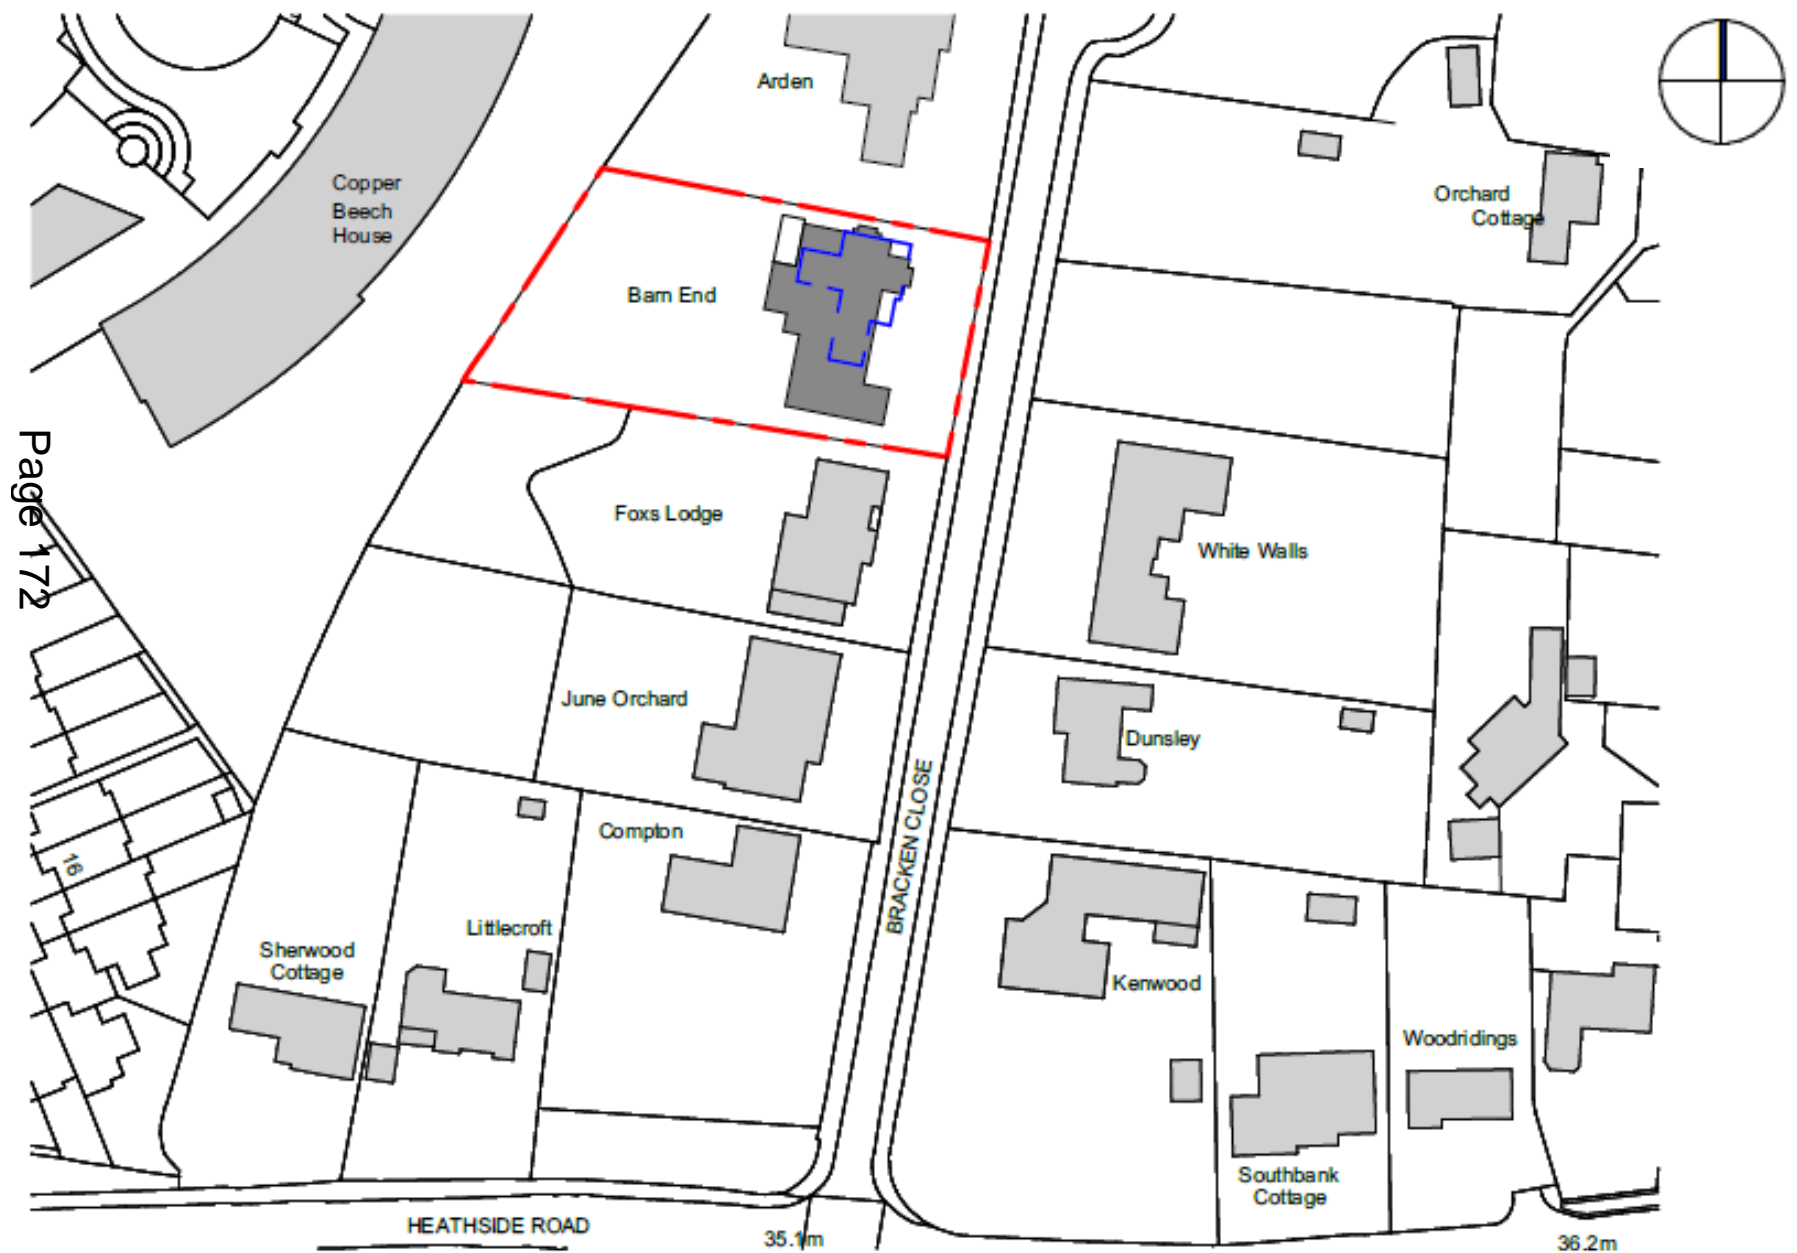 Arden
Copper
Beech
House
Orchard
Cottage
Barn End
Page 172
Foxs Lodge
White Walls
June Orchard
Dunsley
BRACKEN CLOSE
Compton
16
Littlecroft
Sherwood
Cottage
Kenwood
Woodridings
Southbank
Cottage
HEATHSIDE ROAD
35.1m
36.2m